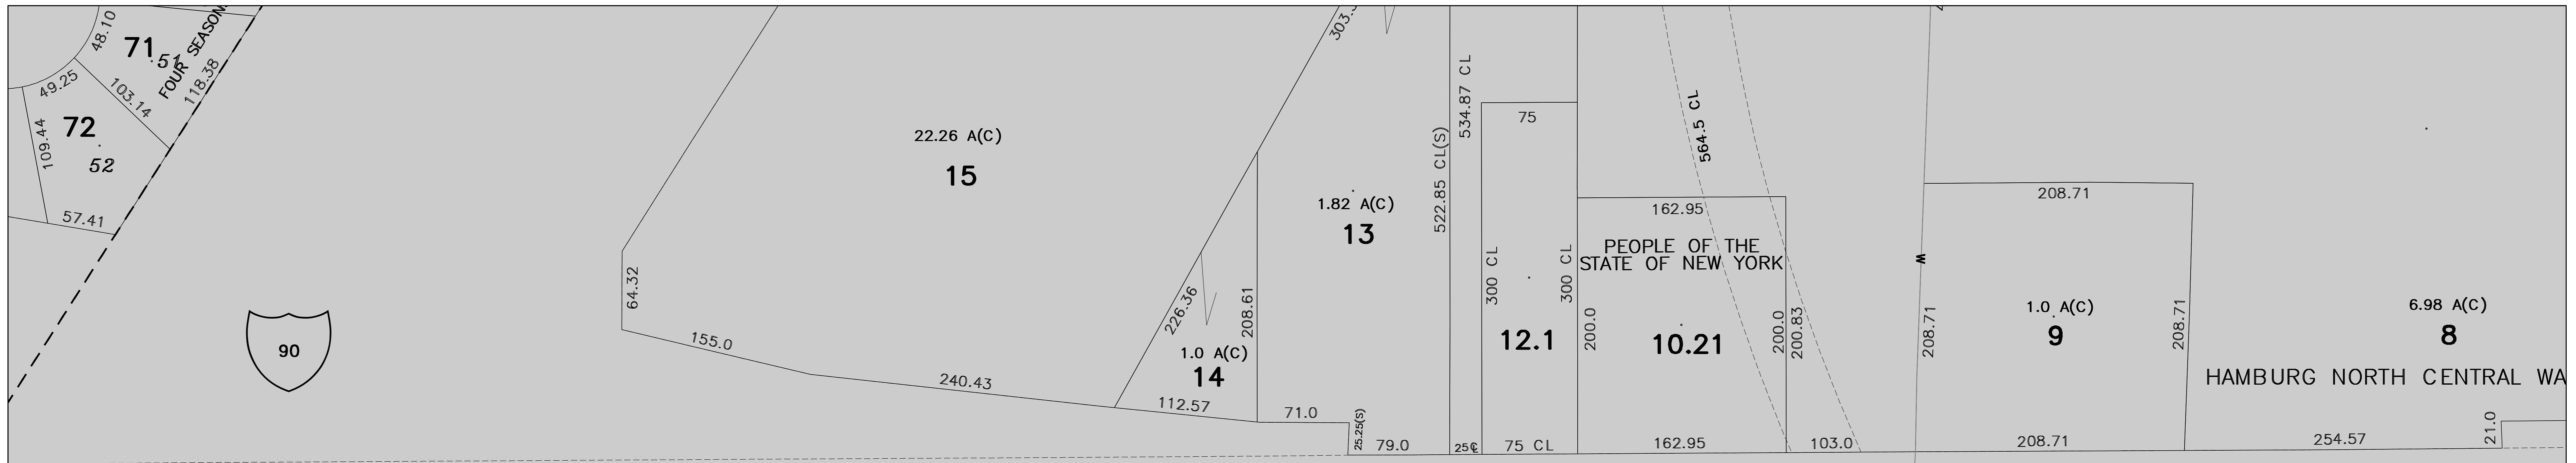 48.10
71
51
FOUR SEASON
118.38
49.25
103.14
72
109.44
52
57.41
90
22.26 A(C)
15
64.32
155.0
240.43
303.
226.36
208.61
1.0 A(C)
14
112.57
1.82 A(C)
13
71.0
25.25(S)
79.0
522.85 CL(S)
534.87 CL
25℄
75
300 CL
300 CL
12.1
75 CL
564.5 CL
162.95
PEOPLE OF THE
STATE OF NEW YORK
200.0
10.21
200.0
200.83
162.95
103.0
W
208.71
208.71
1.0 A(C)
9
208.71
208.71
6.98 A(C)
8
HAMBURG NORTH CENTRAL WA
254.57
21.0